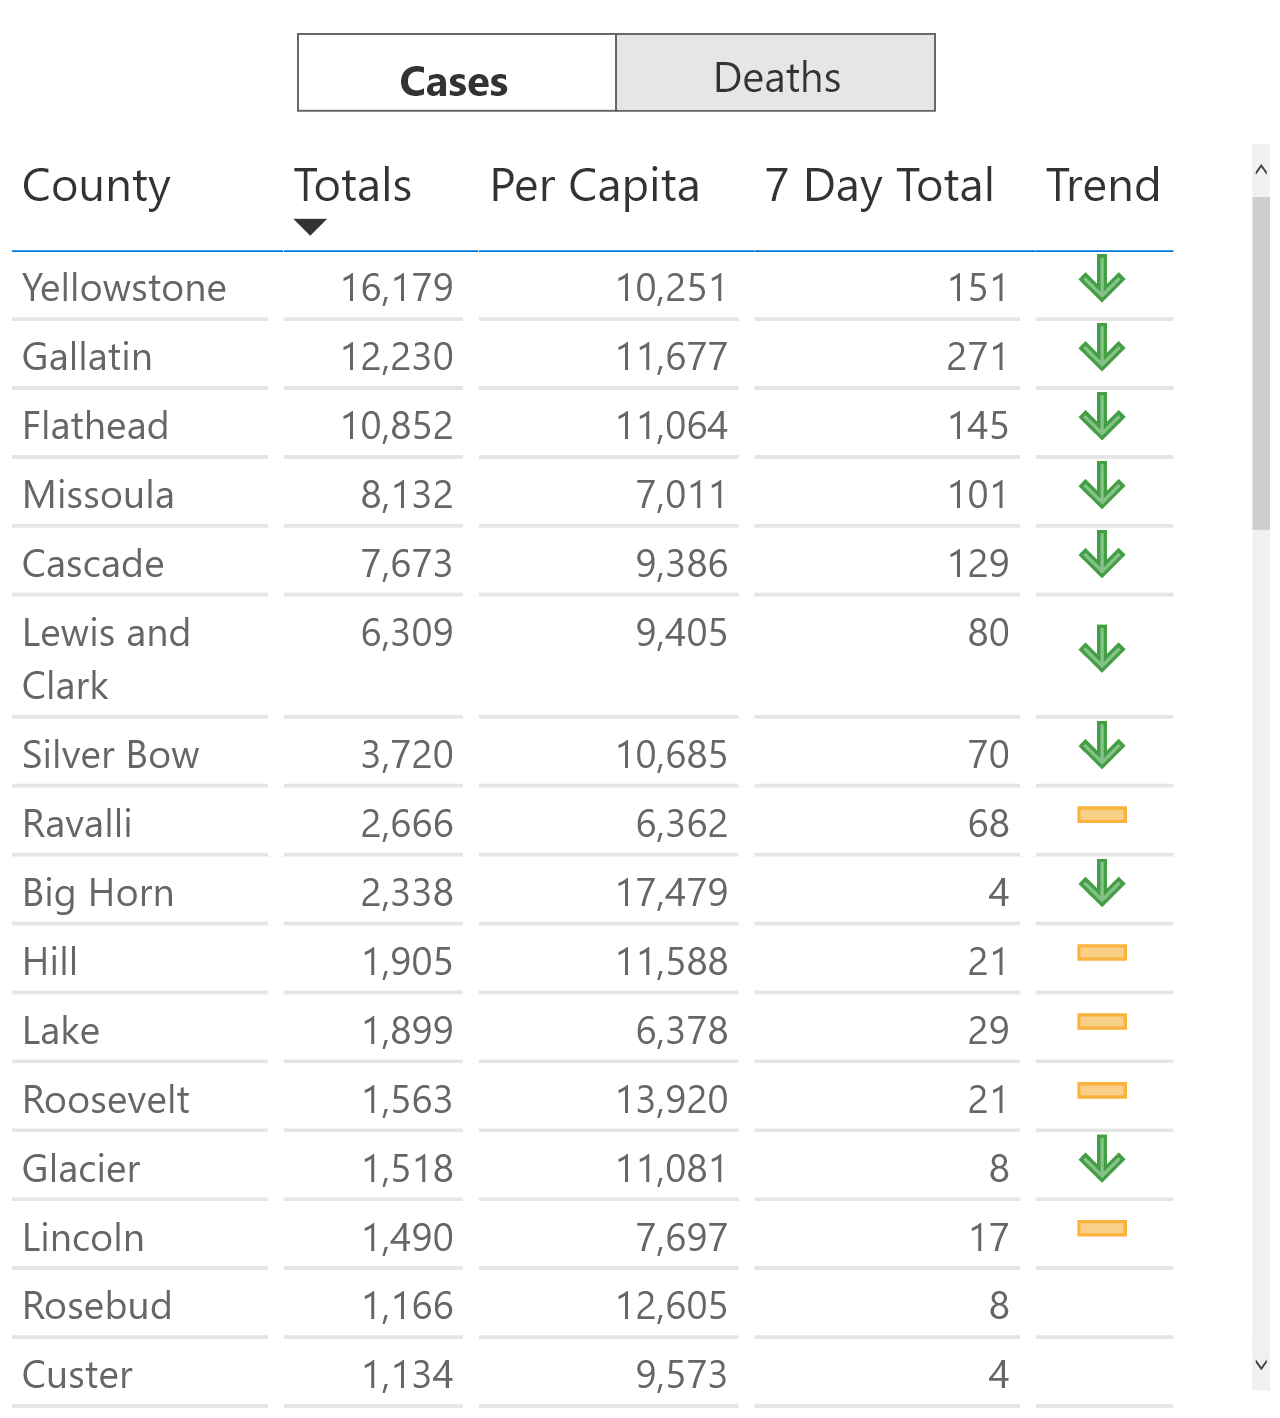 Cases Deaths
County Totals Per Capita 7 Day Total Trend
Yellowstone 16,179 10,251 151
Gallatin 12,230 11,677 271
Flathead 10,852 11,064 145
Missoula 8,132 7,011 101
Cascade 7,673 9,386 129
Lewis and 6,309 9,405 80
Clark
Silver Bow 3,720 10,685 70
Ravalli 2,666 6,362 68
Big Horn 2,338 17,479 4
Hill 1,905 11,588 21
Lake 1,899 6,378 29
Roosevelt 1,563 13,920 21
Glacier 1,518 11,081 8
Lincoln 1,490 7,697 17
Rosebud 1,166 12,605 8
Custer 1,134 9,573 4